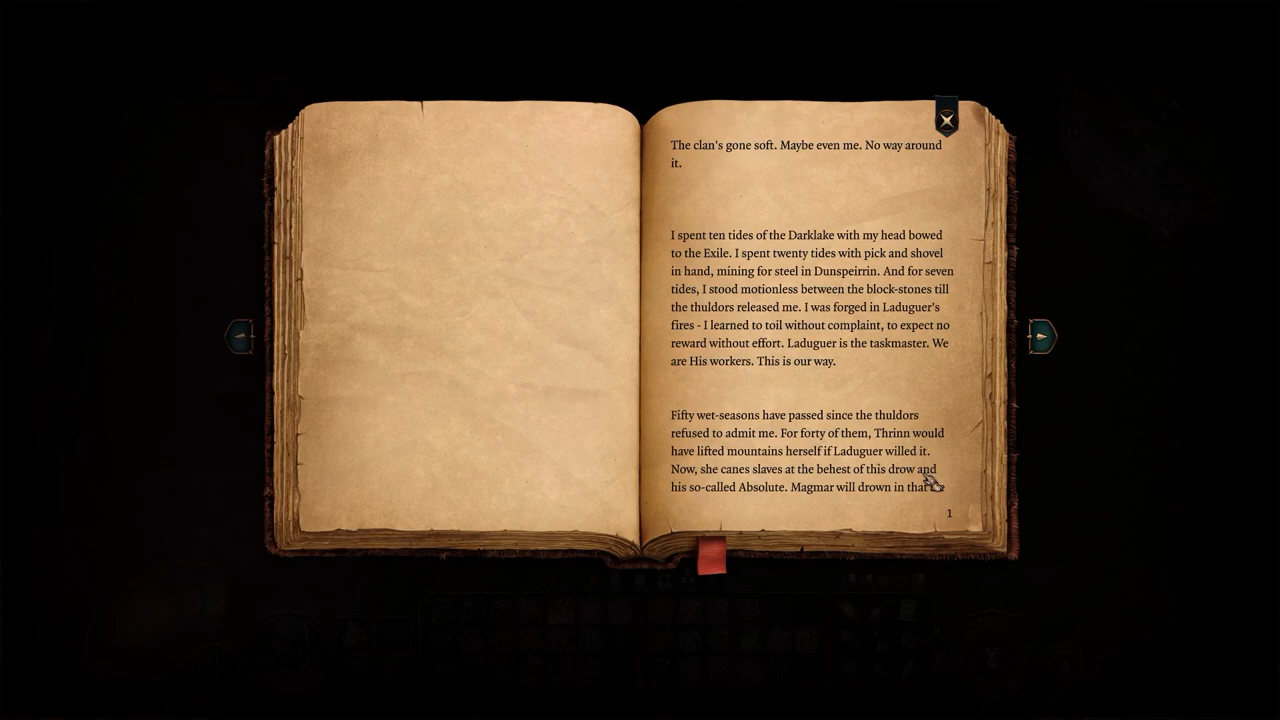 The clan's gone soft. Maybe even me. No way around
it.
I spent ten tides of the Darklake with my head bowed
to the Exile. I spent twenty tides with pick and shovel
in hand, mining for steel in Dunspeirrin. And for seven
tides, I stood motionless between the block-stones till
the thuldors released me. I was forged in Laduguer's
fires - I learned to toil without complaint, to expect no
reward without effort. Laduguer is the taskmaster. We
are His workers. This is our way.
Fifty wet-seasons have passed since the thuldors
refused to admit me. For forty of them, Thrinn would
have lifted mountains herself if Laduguer willed it.
Now, she canes slaves at the behest of this drow and
his so-called Absolute. Magmar will drown in that
1